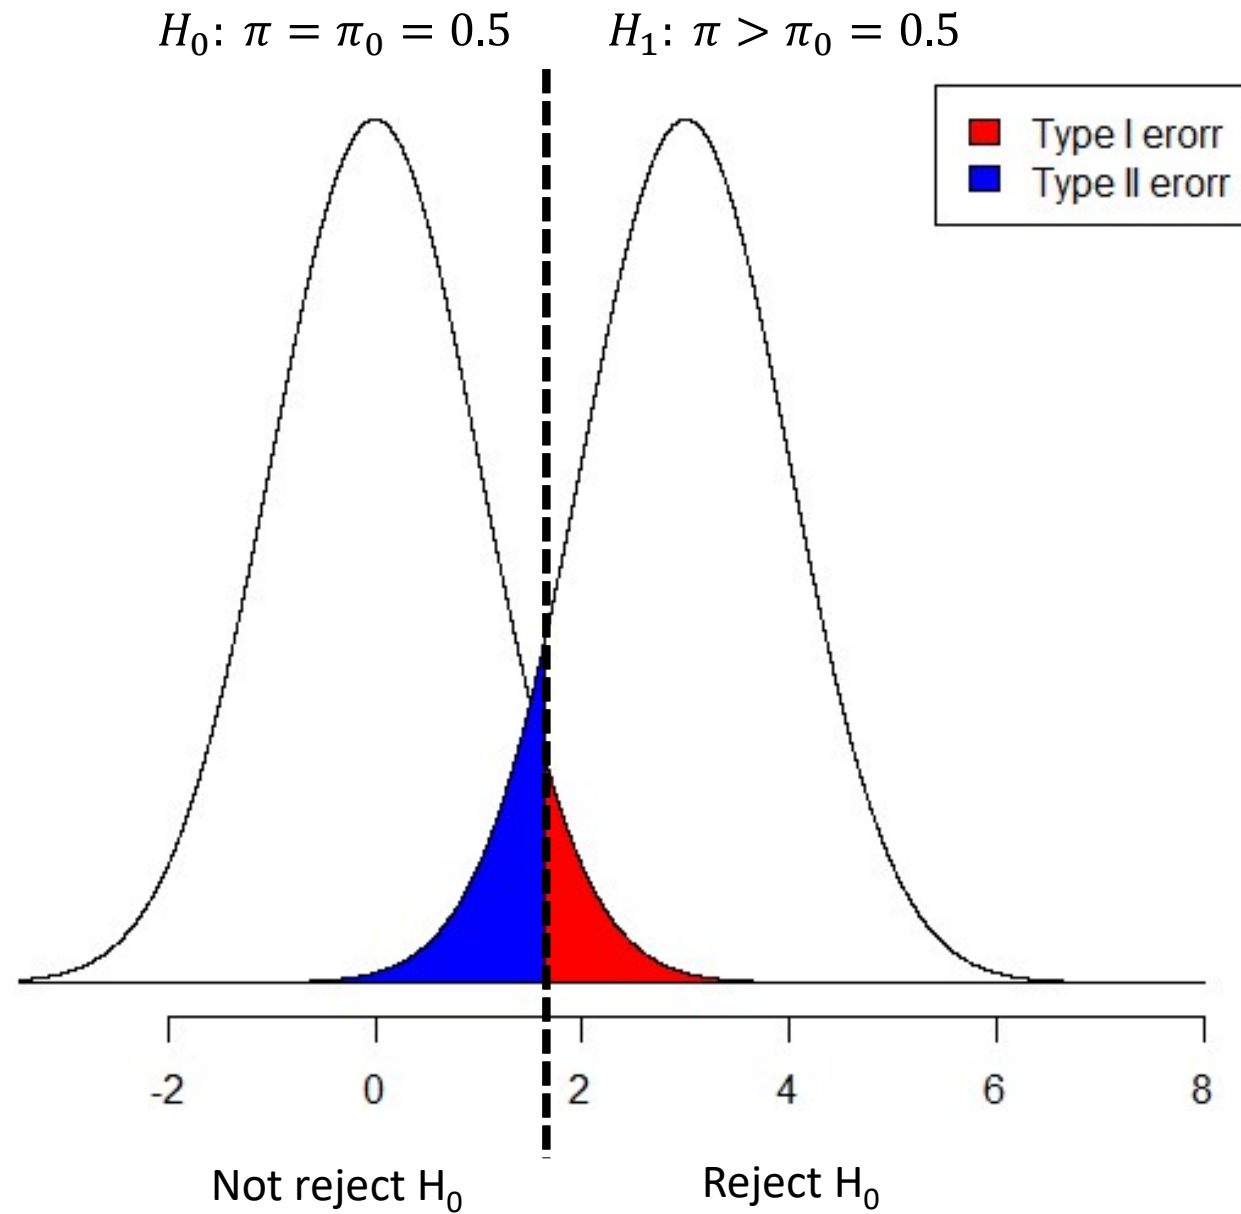 H₀: π = π₀ = 0.5
H₁: π > π₀ = 0.5
Type I erorr
Type II erorr
-2 0 2 4 6 8
Not reject H₀
Reject H₀